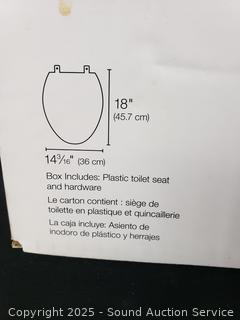 18"
(45.7 cm)
14 3/16" (36 cm)
Box Includes: Plastic toilet seat
and hardware
Le carton contient : siège de
toilette en plastique et quincaillerie
La caja incluye: Asiento de
inodoro de plástico y herrajes
Copyright 2025 - Sound Auction Service